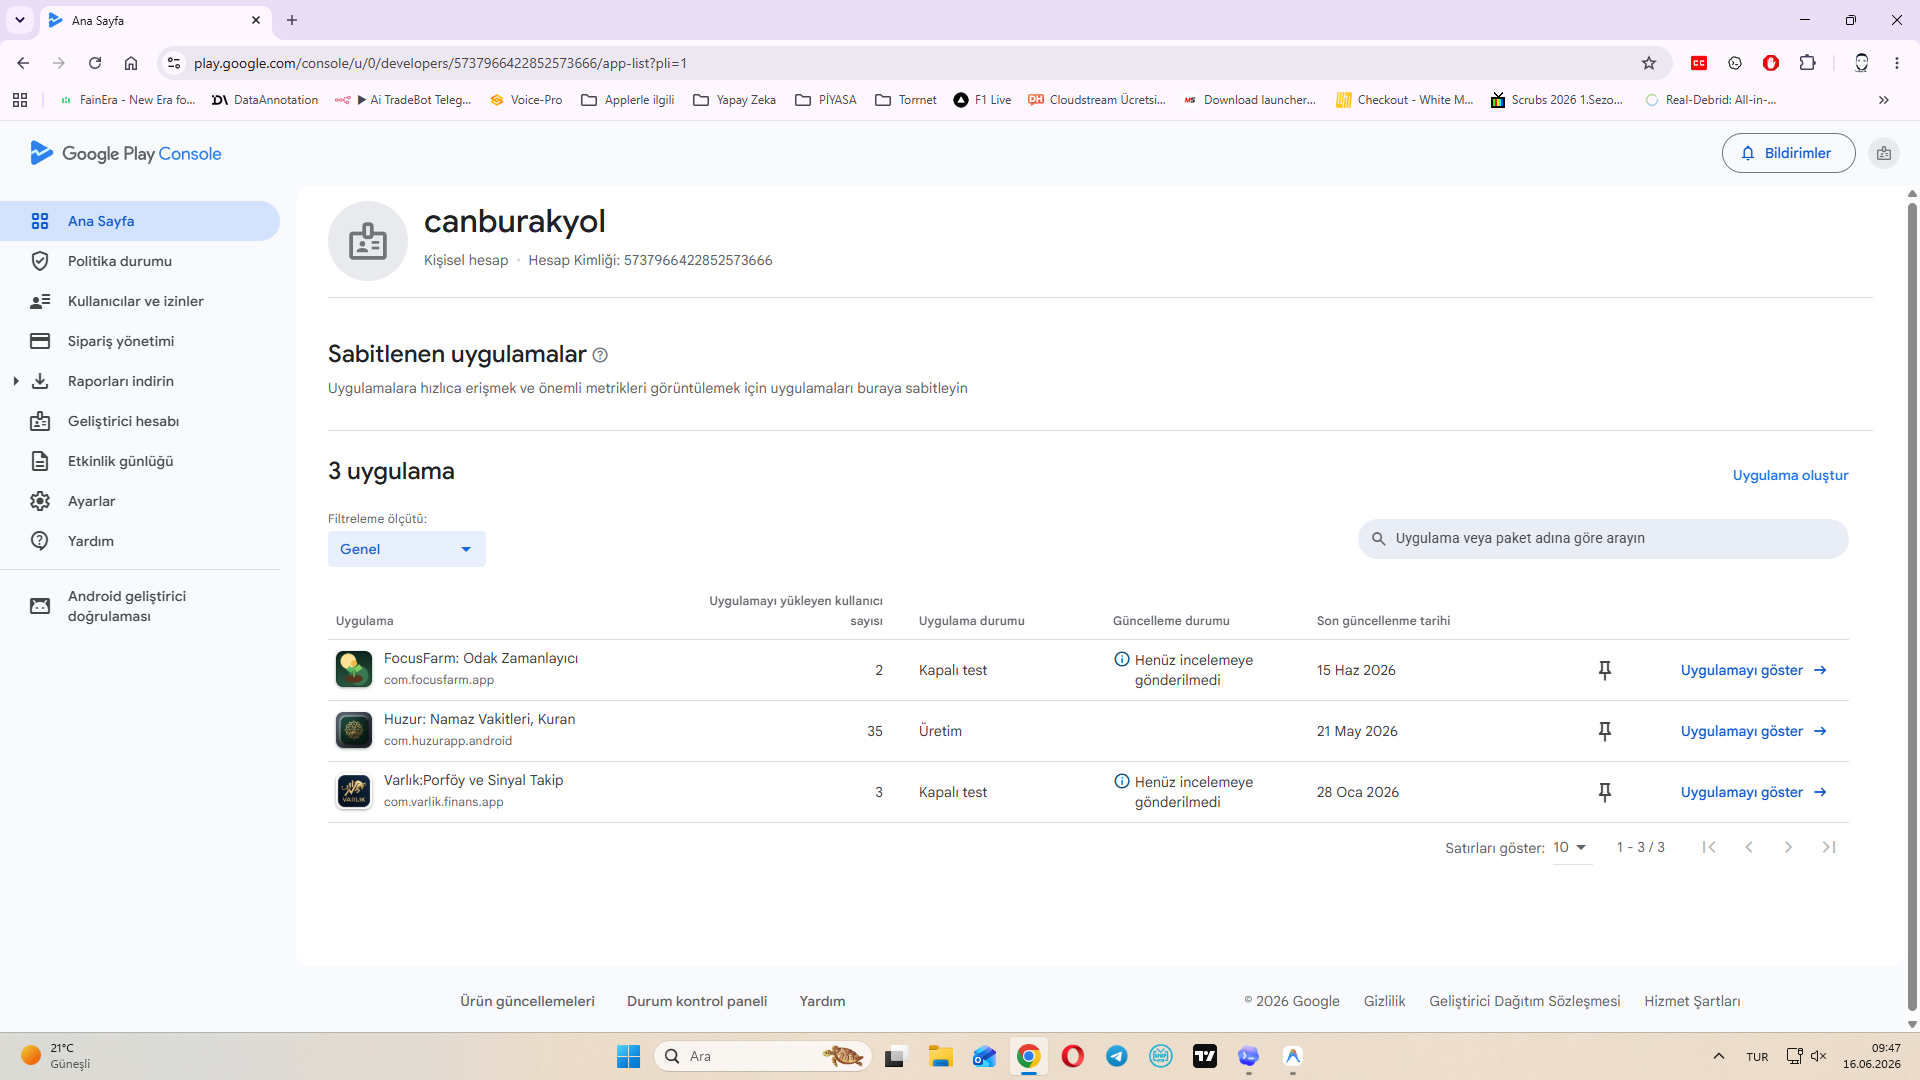 Ana Sayfa
play.google.com/console/u/0/developers/5737966422852573666/app-list?pli=1
FainEra - New Era fo...
DataAnnotation
Ai TradeBot Teleg...
Voice-Pro
Applerle ilgili
Yapay Zeka
PİYASA
Torrnet
F1 Live
Cloudstream Ücretsi...
Download launcher...
Checkout - White M...
Scrubs 2026 1.Sezo...
Real-Debrid: All-in-...
Google Play Console
Bildirimler
Ana Sayfa
Politika durumu
Kullanıcılar ve izinler
Sipariş yönetimi
Raporları indirin
Geliştirici hesabı
Etkinlik günlüğü
Ayarlar
Yardım
Android geliştirici
doğrulaması
canburakyol
Kişisel hesap • Hesap Kimliği: 5737966422852573666
Sabitlenen uygulamalar
Uygulamalara hızlıca erişmek ve önemli metrikleri görüntülemek için uygulamaları buraya sabitleyin
3 uygulama
Uygulama oluştur
Filtreleme ölçütü:
Genel
Uygulama veya paket adına göre arayın
Uygulama
Uygulamayı yükleyen kullanıcı
sayısı
Uygulama durumu
Güncelleme durumu
Son güncellenme tarihi
FocusFarm: Odak Zamanlayıcı
com.focusfarm.app
2
Kapalı test
Henüz incelemeye
gönderilmedi
15 Haz 2026
Uygulamayı göster
Huzur: Namaz Vakitleri, Kuran
com.huzurapp.android
35
Üretim
21 May 2026
Uygulamayı göster
VARLIK
Varlık:Porföy ve Sinyal Takip
com.varlik.finans.app
3
Kapalı test
Henüz incelemeye
gönderilmedi
28 Oca 2026
Uygulamayı göster
Satırları göster: 10
1 - 3 / 3
Ürün güncellemeleri
Durum kontrol paneli
Yardım
© 2026 Google
Gizlilik
Geliştirici Dağıtım Sözleşmesi
Hizmet Şartları
21°C
Güneşli
Ara
TUR
09:47
16.06.2026